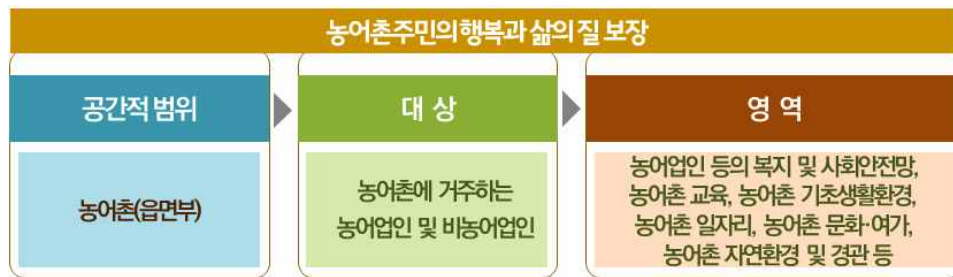 농어촌주민의 행복과 삶의 질 보장
공간적 범위
농어촌(읍면부)
대 상
농어촌에 거주하는
농어업인 및 비농어업인
영 역
농어업인 등의 복지 및 사회안전망,
농어촌 교육, 농어촌 기초생활환경,
농어촌 일자리, 농어촌 문화·여가,
농어촌 자연환경 및 경관 등